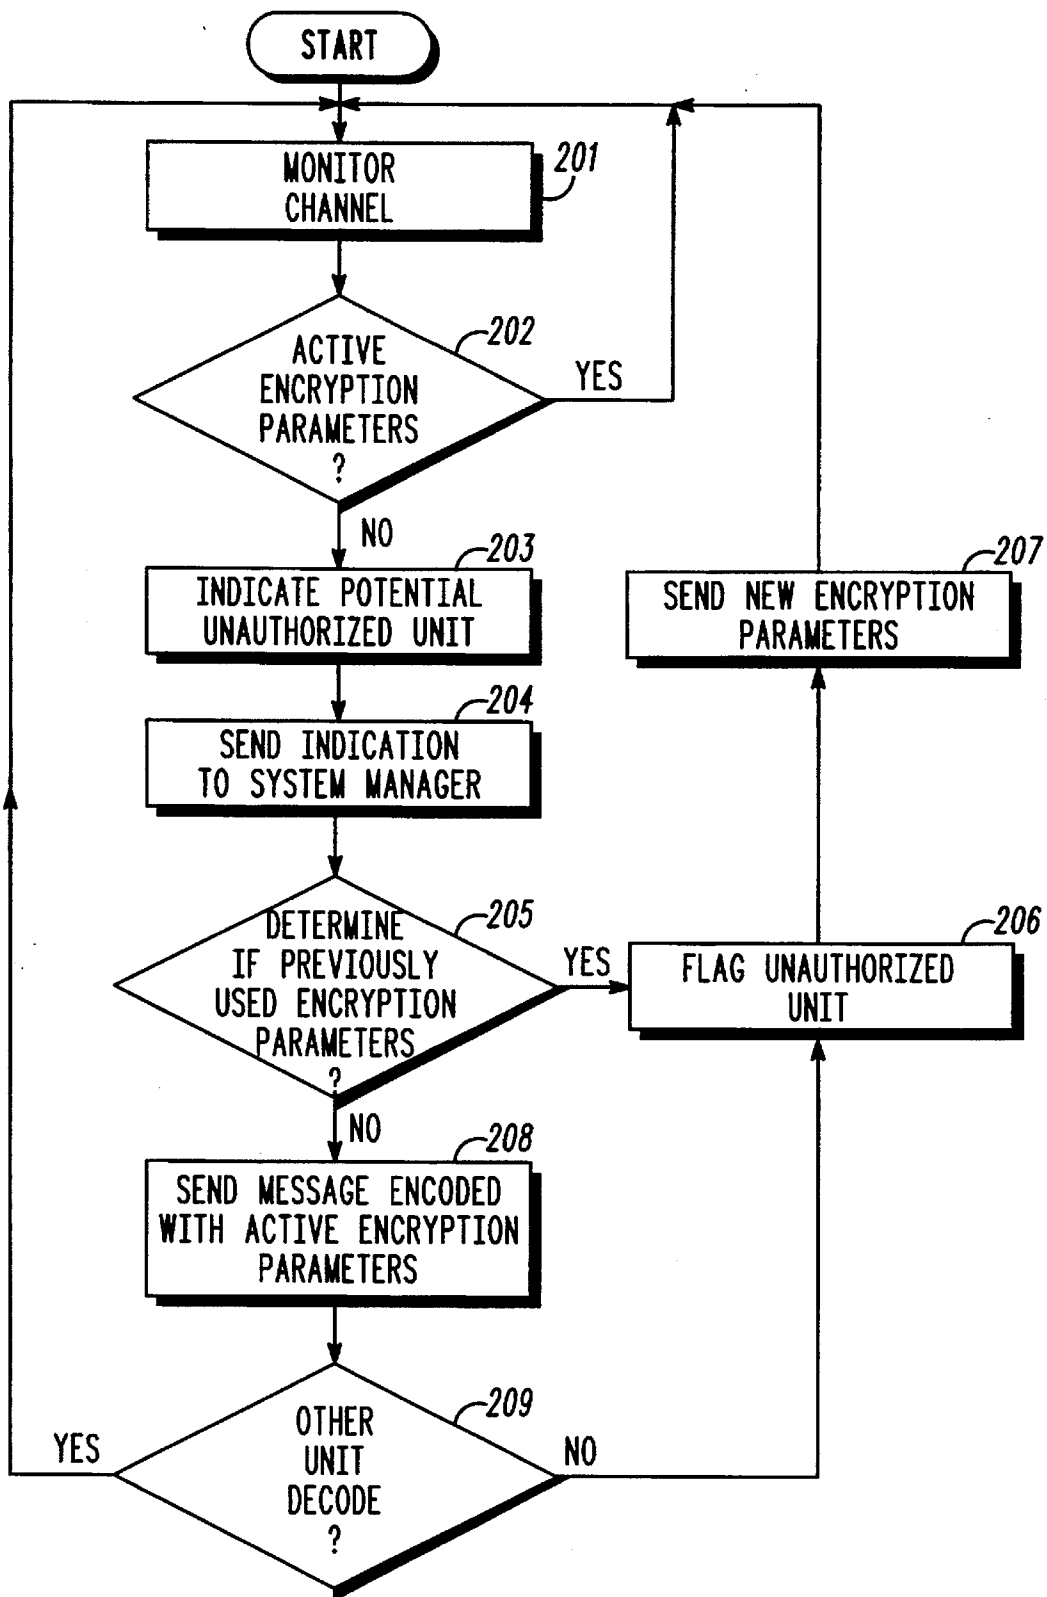 START
MONITOR
CHANNEL
201
ACTIVE
ENCRYPTION
PARAMETERS
?
202
YES
NO
INDICATE POTENTIAL
UNAUTHORIZED UNIT
203
SEND NEW ENCRYPTION
PARAMETERS
207
SEND INDICATION
TO SYSTEM MANAGER
204
DETERMINE
IF PREVIOUSLY
USED ENCRYPTION
PARAMETERS
?
205
YES
FLAG UNAUTHORIZED
UNIT
206
NO
SEND MESSAGE ENCODED
WITH ACTIVE ENCRYPTION
PARAMETERS
208
OTHER
UNIT
DECODE
?
209
YES
NO